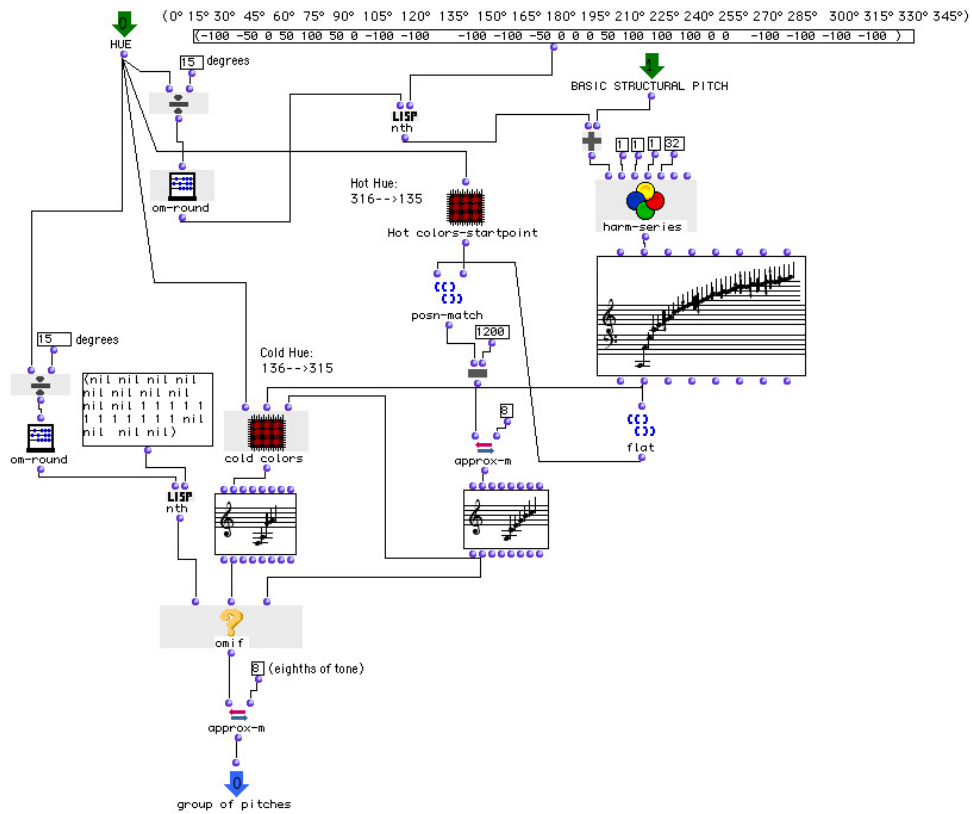 (0° 15° 30° 45° 60° 75° 90° 105° 120° 135° 150° 165° 180° 195° 210° 225° 240° 255° 270° 285° 300° 315° 330° 345°)
(-100 -50 0 50 100 50 0 -100 -100 -100 -100 -50 0 0 0 50 100 100 100 0 0 -100 -100 -100 -100 )
0
HUE
15 degrees
1
BASIC STRUCTURAL PITCH
LISP
nth
1 1 1 32
om-round
Hot Hue:
316-->135
Hot colors-startpoint
harm-series
posn-match
1200
15 degrees
Cold Hue:
136-->315
(nil nil nil nil
nil nil nil nil
nil nil 1 1 1 1 1
1 1 1 1 1 1 1 nil
nil nil nil)
8
om-round
cold colors
approx-m
flat
LISP
nth
omif
8 (eighths of tone)
approx-m
0
group of pitches